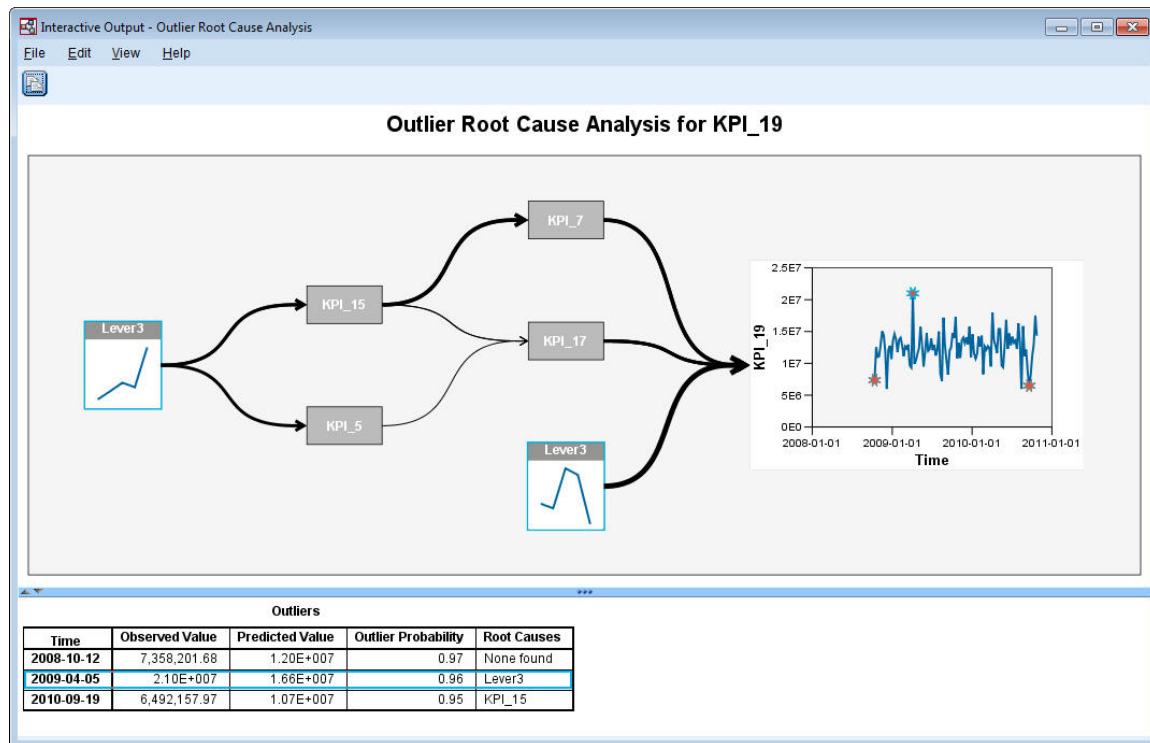 Interactive Output - Outlier Root Cause Analysis
File Edit View Help
Outlier Root Cause Analysis for KPI_19
KPI_7
KPI_15
Lever3
KPI_17
KPI_5
Lever3
2.5E7
2E7
1.5E7
1E7
5E6
0E0
KPI_19
2008-01-01 2009-01-01 2010-01-01 2011-01-01
Time
Outliers
Time Observed Value Predicted Value Outlier Probability Root Causes
2008-10-12 7,358,201.68 1.20E+007 0.97 None found
2009-04-05 2.10E+007 1.66E+007 0.96 Lever3
2010-09-19 6,492,157.97 1.07E+007 0.95 KPI_15